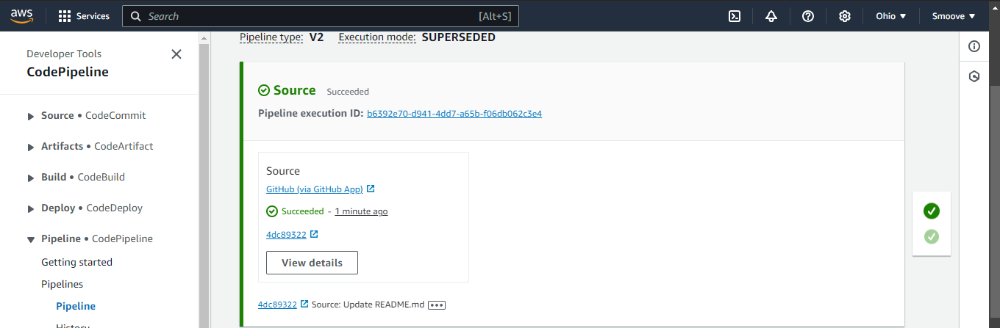 aws
Services
Search
[Alt+S]
Ohio
Smoove
Developer Tools
CodePipeline
Source • CodeCommit
Artifacts • CodeArtifact
Build • CodeBuild
Deploy • CodeDeploy
Pipeline • CodePipeline
Getting started
Pipelines
Pipeline
History
Pipeline type: V2 Execution mode: SUPERSEDED
Source Succeeded
Pipeline execution ID: b6392e70-d941-4dd7-a65b-f06db062c3e4
Source
GitHub (via GitHub App)
Succeeded - 1 minute ago
4dc89322
View details
4dc89322 Source: Update README.md